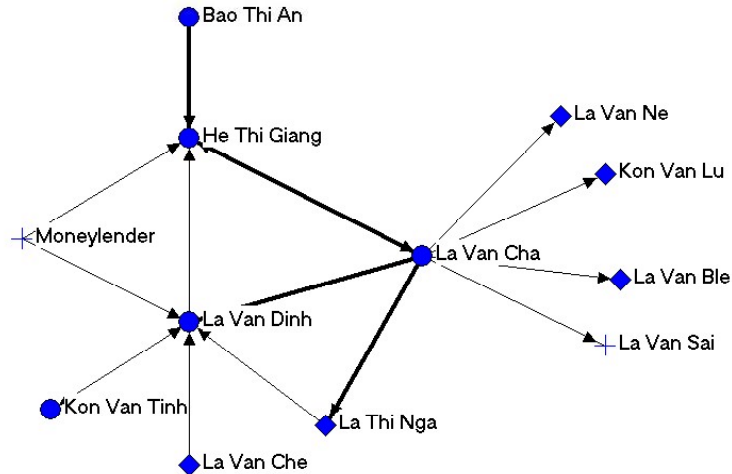 Bao Thi An
La Van Ne
He Thi Giang
Kon Van Lu
Moneylender
La Van Cha
La Van Ble
La Van Dinh
La Van Sai
Kon Van Tinh
La Thi Nga
La Van Che